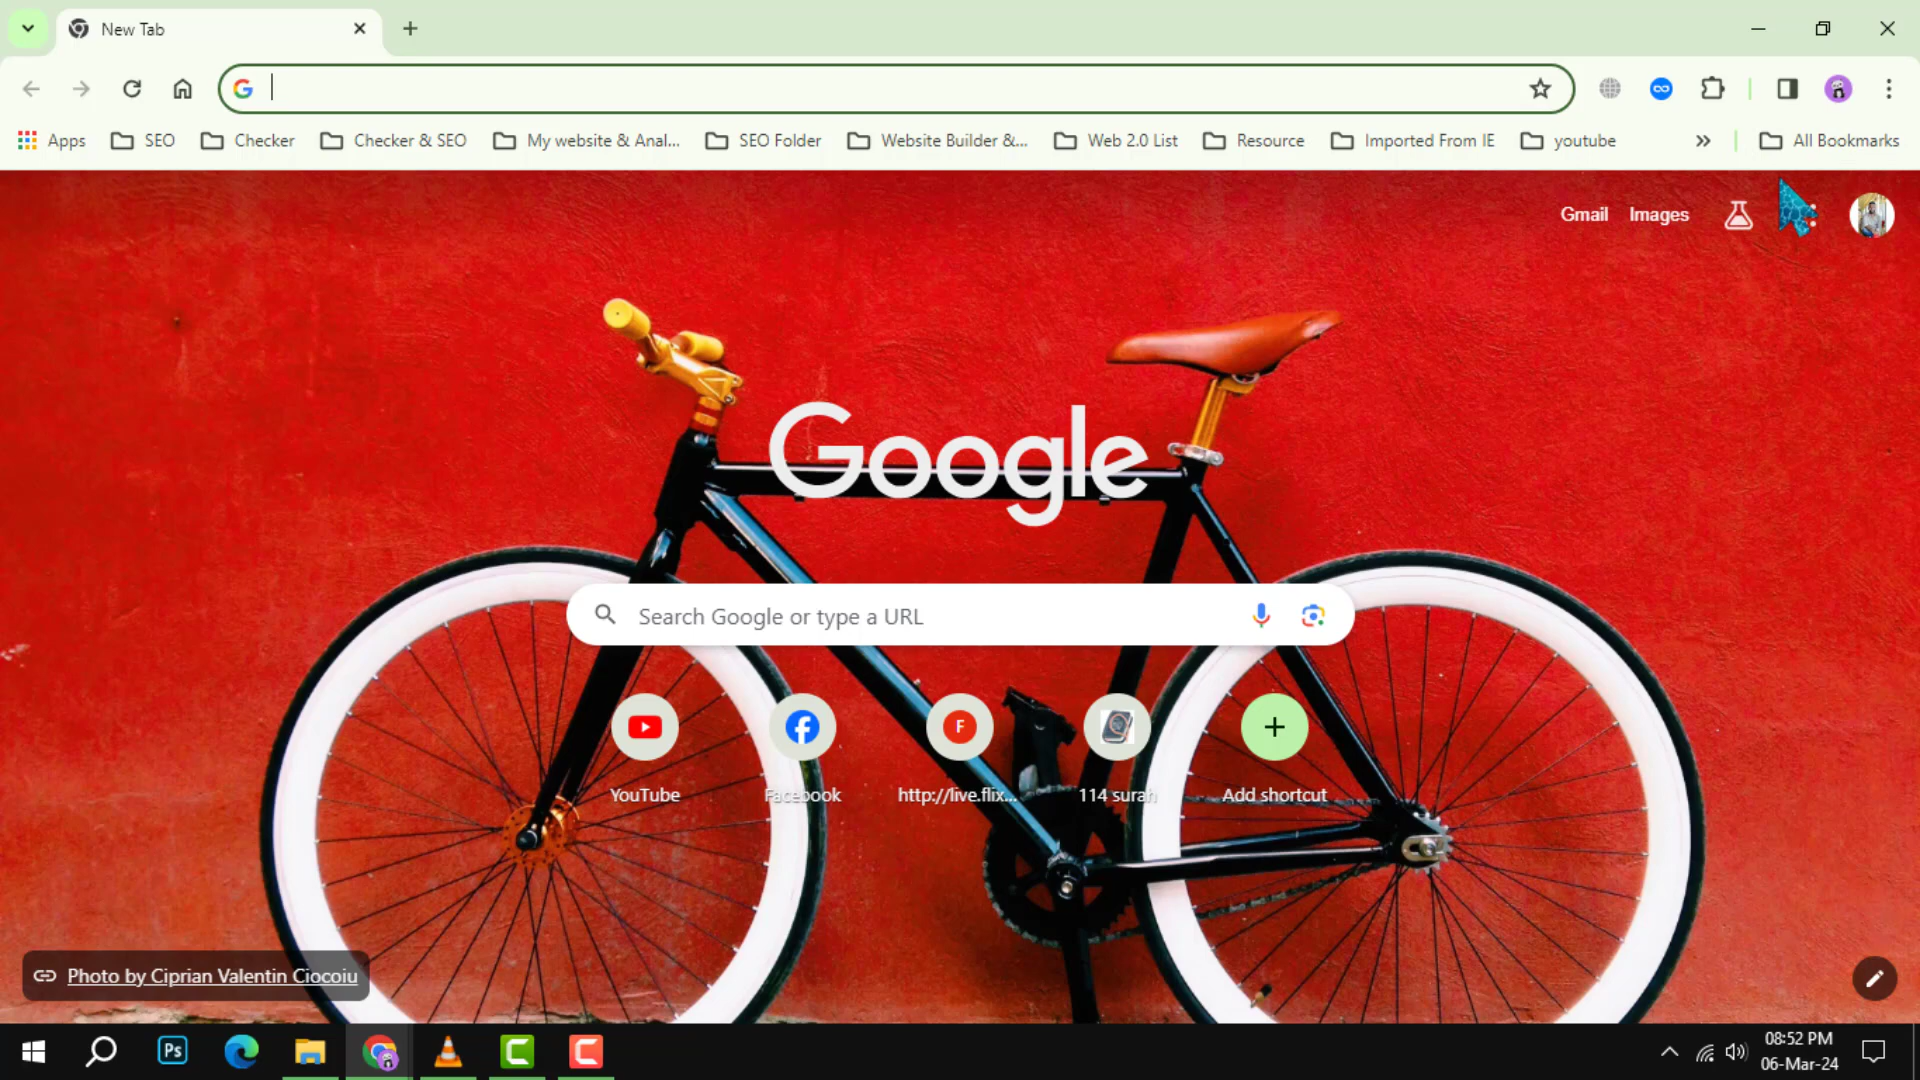 New Tab
Apps
SEO
Checker
Checker & SEO
My website & Anal...
SEO Folder
Website Builder &...
Web 2.0 List
Resource
Imported From IE
youtube
All Bookmarks
Gmail
Images
Google
Search Google or type a URL
F
YouTube
Facebook
http://live.flix...
114 surah
Add shortcut
Photo by Ciprian Valentin Ciocoiu
Ps
08:52 PM
06-Mar-24